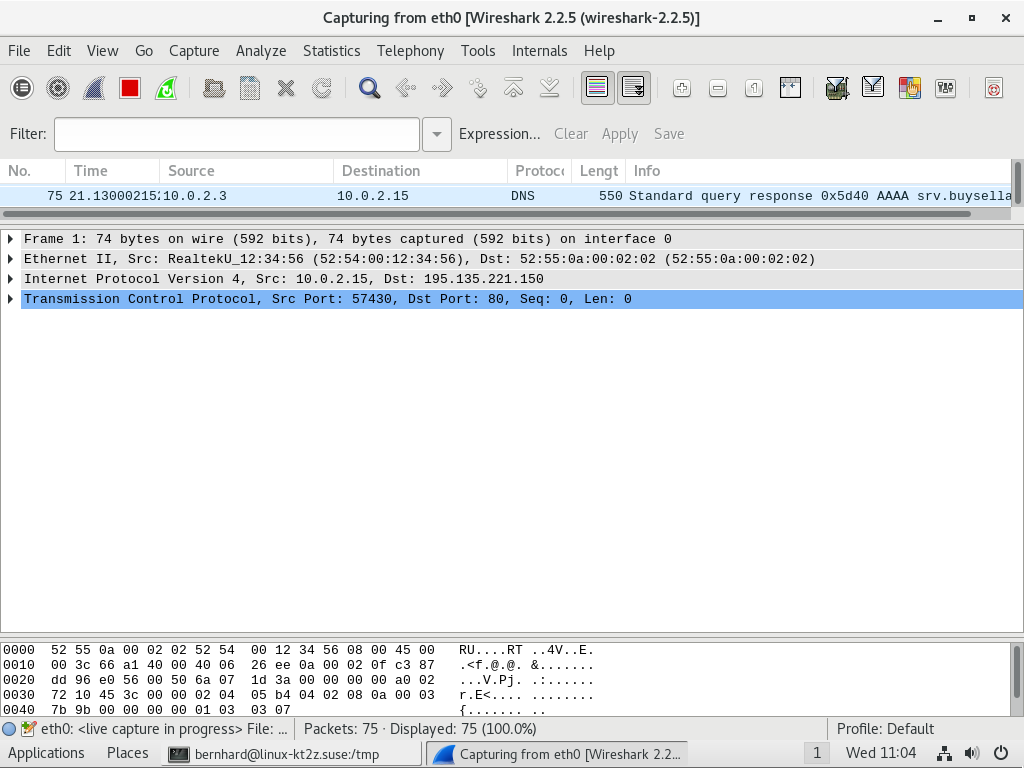 Capturing from eth0 [Wireshark 2.2.5 (wireshark-2.2.5)]
File Edit View Go Capture Analyze Statistics Telephony Tools Internals Help
Filter: Expression... Clear Apply Save
No. Time Source Destination Protoc Lengt Info
75 21.13000215 10.0.2.3 10.0.2.15 DNS 550 Standard query response 0x5d40 AAAA srv.buysella
Frame 1: 74 bytes on wire (592 bits), 74 bytes captured (592 bits) on interface 0
Ethernet II, Src: RealtekU_12:34:56 (52:54:00:12:34:56), Dst: 52:55:0a:00:02:02 (52:55:0a:00:02:02)
Internet Protocol Version 4, Src: 10.0.2.15, Dst: 195.135.221.150
Transmission Control Protocol, Src Port: 57430, Dst Port: 80, Seq: 0, Len: 0
0000 52 55 0a 00 02 02 52 54 00 12 34 56 08 00 45 00 RU....RT ..4V..E.
0010 00 3c 66 a1 40 00 40 06 26 ee 0a 00 02 0f c3 87 .<f.@.@. &.......
0020 dd 96 e0 56 00 50 6a 07 1d 3a 00 00 00 00 a0 02 ...V.Pj. .:......
0030 72 10 45 3c 00 00 02 04 05 b4 04 02 08 0a 00 03 r.E<.... ........
0040 7b 9b 00 00 00 00 01 03 03 07 {....... ..
eth0: <live capture in progress> File: ... Packets: 75 · Displayed: 75 (100.0%) Profile: Default
Applications Places bernhard@linux-kt2z.suse:/tmp Capturing from eth0 [Wireshark 2.2... 1 Wed 11:04